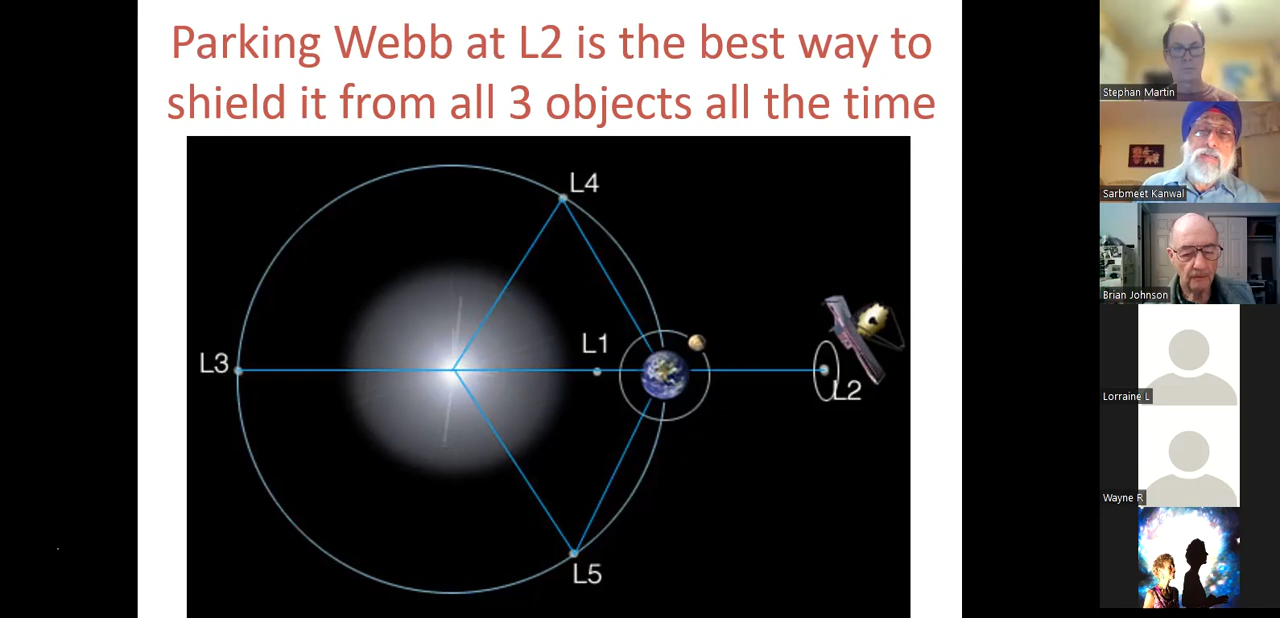 Parking Webb at L2 is the best way to
shield it from all 3 objects all the time
L4
L1
L3
L2
L5
Stephan Martin
Sarbmeet Kanwal
Brian Johnson
Lorraine L
Wayne R